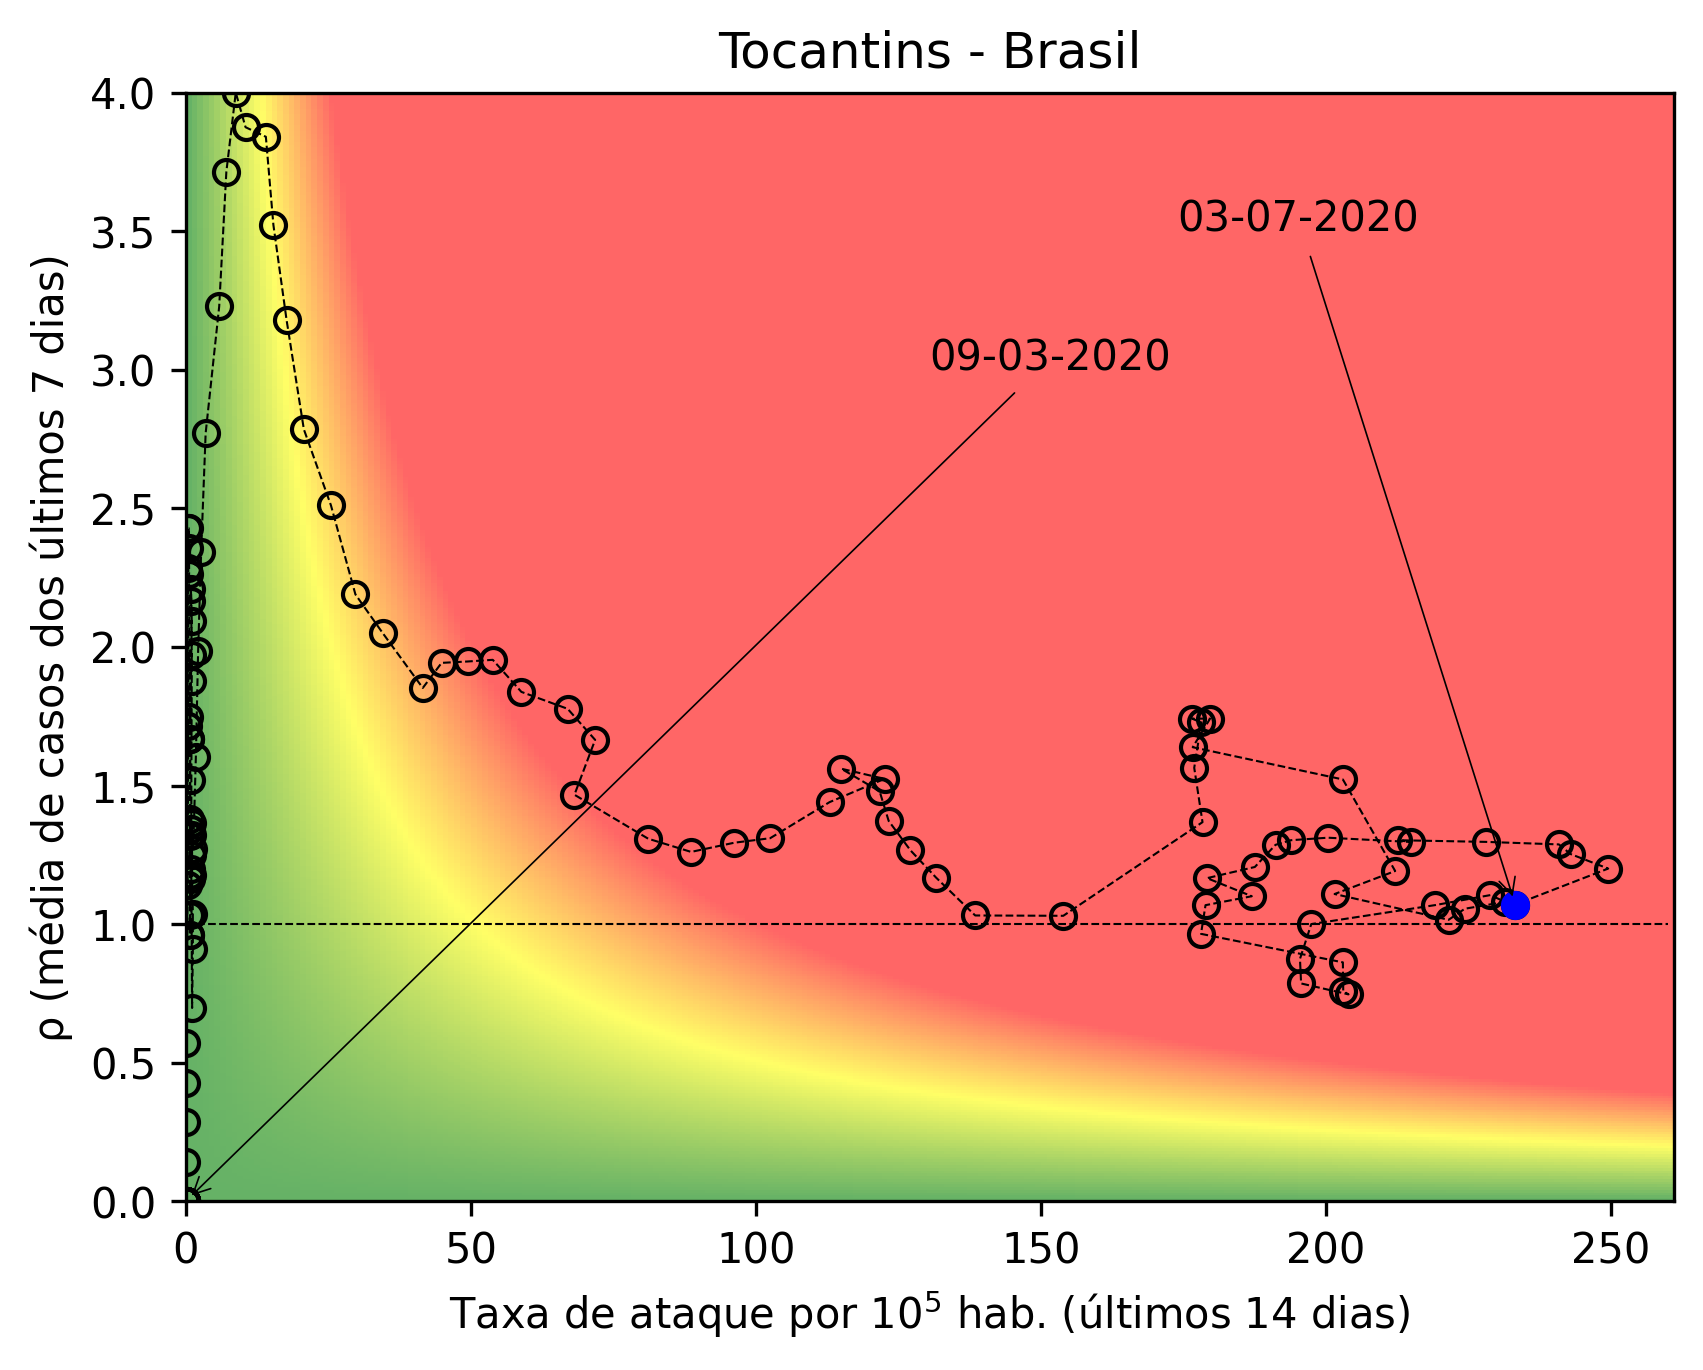 Tocantins - Brasil
ρ (média de casos dos últimos 7 dias)
4.0
3.5
3.0
2.5
2.0
1.5
1.0
0.5
0.0
03-07-2020
09-03-2020
0 50 100 150 200 250
Taxa de ataque por 10⁵ hab. (últimos 14 dias)